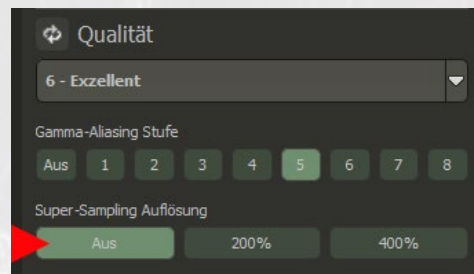 Qualität
6 - Exzellent
Gamma-Aliasing Stufe
Aus 1 2 3 4 5 6 7 8
Super-Sampling Auflösung
Aus 200% 400%